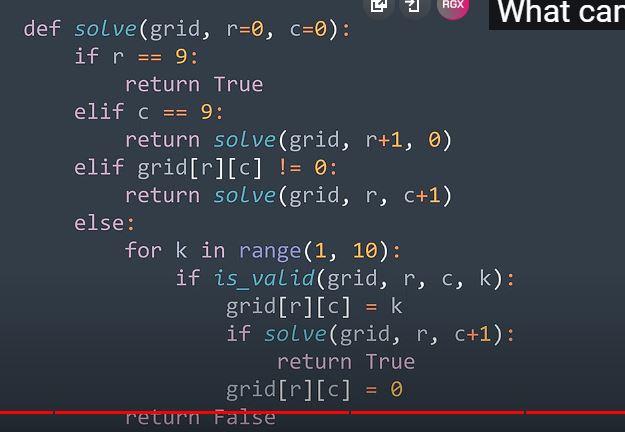 What can
RGX
def solve(grid, r=0, c=0):
    if r == 9:
        return True
    elif c == 9:
        return solve(grid, r+1, 0)
    elif grid[r][c] != 0:
        return solve(grid, r, c+1)
    else:
        for k in range(1, 10):
            if is_valid(grid, r, c, k):
                grid[r][c] = k
                if solve(grid, r, c+1):
                    return True
                grid[r][c] = 0
        return False